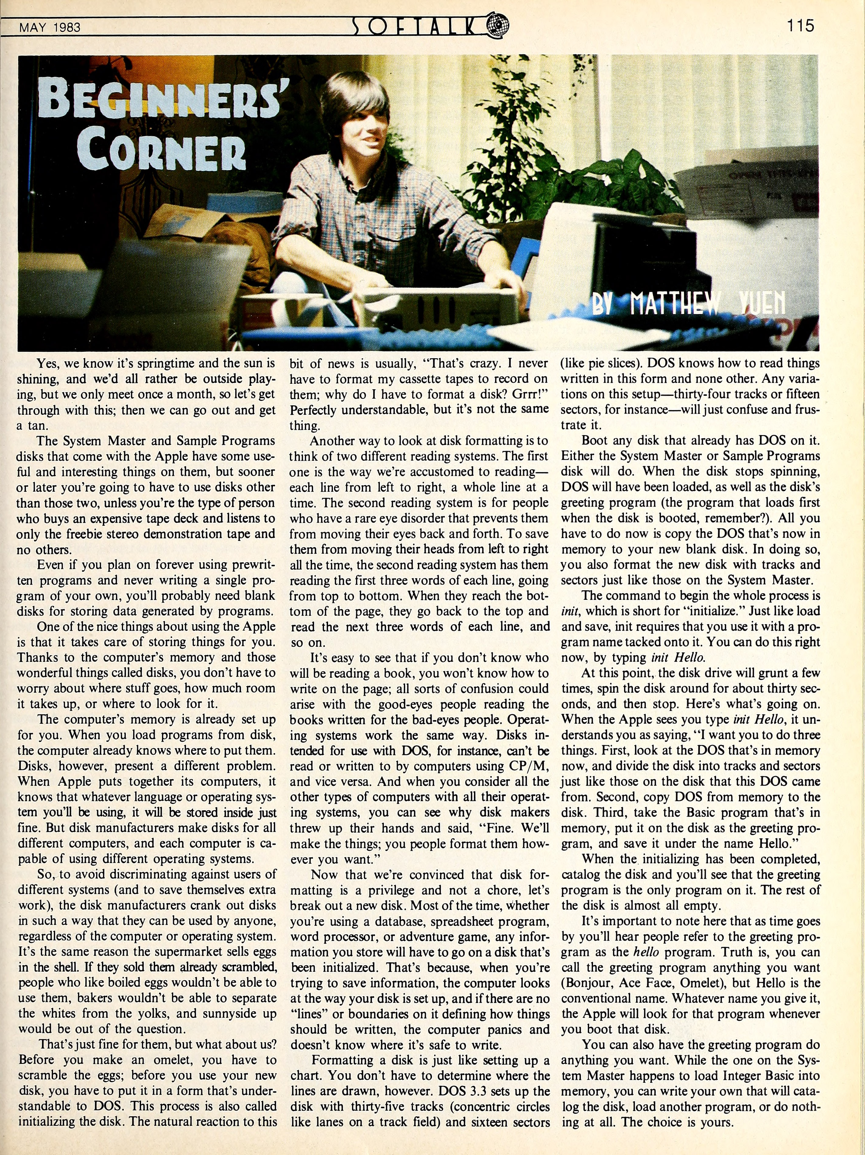 MAY 1983
SOFTALK
115
BEGINNERS'
CORNER
OPEN THIS
BY MATTHEW YUEN
Yes, we know it's springtime and the sun is
shining, and we'd all rather be outside play-
ing, but we only meet once a month, so let's get
through with this; then we can go out and get
a tan.
The System Master and Sample Programs
disks that come with the Apple have some use-
ful and interesting things on them, but sooner
or later you're going to have to use disks other
than those two, unless you're the type of person
who buys an expensive tape deck and listens to
only the freebie stereo demonstration tape and
no others.
Even if you plan on forever using prewrit-
ten programs and never writing a single pro-
gram of your own, you'll probably need blank
disks for storing data generated by programs.
One of the nice things about using the Apple
is that it takes care of storing things for you.
Thanks to the computer's memory and those
wonderful things called disks, you don't have to
worry about where stuff goes, how much room
it takes up, or where to look for it.
The computer's memory is already set up
for you. When you load programs from disk,
the computer already knows where to put them.
Disks, however, present a different problem.
When Apple puts together its computers, it
knows that whatever language or operating sys-
tem you'll be using, it will be stored inside just
fine. But disk manufacturers make disks for all
different computers, and each computer is ca-
pable of using different operating systems.
So, to avoid discriminating against users of
different systems (and to save themselves extra
work), the disk manufacturers crank out disks
in such a way that they can be used by anyone,
regardless of the computer or operating system.
It's the same reason the supermarket sells eggs
in the shell. If they sold them already scrambled,
people who like boiled eggs wouldn't be able to
use them, bakers wouldn't be able to separate
the whites from the yolks, and sunnyside up
would be out of the question.
That's just fine for them, but what about us?
Before you make an omelet, you have to
scramble the eggs; before you use your new
disk, you have to put it in a form that's under-
standable to DOS. This process is also called
initializing the disk. The natural reaction to this
bit of news is usually, "That's crazy. I never
have to format my cassette tapes to record on
them; why do I have to format a disk? Grrr!"
Perfectly understandable, but it's not the same
thing.
Another way to look at disk formatting is to
think of two different reading systems. The first
one is the way we're accustomed to reading—
each line from left to right, a whole line at a
time. The second reading system is for people
who have a rare eye disorder that prevents them
from moving their eyes back and forth. To save
them from moving their heads from left to right
all the time, the second reading system has them
reading the first three words of each line, going
from top to bottom. When they reach the bot-
tom of the page, they go back to the top and
read the next three words of each line, and
so on.
It's easy to see that if you don't know who
will be reading a book, you won't know how to
write on the page; all sorts of confusion could
arise with the good-eyes people reading the
books written for the bad-eyes people. Operat-
ing systems work the same way. Disks in-
tended for use with DOS, for instance, can't be
read or written to by computers using CP/M,
and vice versa. And when you consider all the
other types of computers with all their operat-
ing systems, you can see why disk makers
threw up their hands and said, "Fine. We'll
make the things; you people format them how-
ever you want."
Now that we're convinced that disk for-
matting is a privilege and not a chore, let's
break out a new disk. Most of the time, whether
you're using a database, spreadsheet program,
word processor, or adventure game, any infor-
mation you store will have to go on a disk that's
been initialized. That's because, when you're
trying to save information, the computer looks
at the way your disk is set up, and if there are no
"lines" or boundaries on it defining how things
should be written, the computer panics and
doesn't know where it's safe to write.
Formatting a disk is just like setting up a
chart. You don't have to determine where the
lines are drawn, however. DOS 3.3 sets up the
disk with thirty-five tracks (concentric circles
like lanes on a track field) and sixteen sectors
(like pie slices). DOS knows how to read things
written in this form and none other. Any varia-
tions on this setup—thirty-four tracks or fifteen
sectors, for instance—will just confuse and frus-
trate it.
Boot any disk that already has DOS on it.
Either the System Master or Sample Programs
disk will do. When the disk stops spinning,
DOS will have been loaded, as well as the disk's
greeting program (the program that loads first
when the disk is booted, remember?). All you
have to do now is copy the DOS that's now in
memory to your new blank disk. In doing so,
you also format the new disk with tracks and
sectors just like those on the System Master.
The command to begin the whole process is
init, which is short for "initialize." Just like load
and save, init requires that you use it with a pro-
gram name tacked onto it. You can do this right
now, by typing init Hello.
At this point, the disk drive will grunt a few
times, spin the disk around for about thirty sec-
onds, and then stop. Here's what's going on.
When the Apple sees you type init Hello, it un-
derstands you as saying, "I want you to do three
things. First, look at the DOS that's in memory
now, and divide the disk into tracks and sectors
just like those on the disk that this DOS came
from. Second, copy DOS from memory to the
disk. Third, take the Basic program that's in
memory, put it on the disk as the greeting pro-
gram, and save it under the name Hello."
When the initializing has been completed,
catalog the disk and you'll see that the greeting
program is the only program on it. The rest of
the disk is almost all empty.
It's important to note here that as time goes
by you'll hear people refer to the greeting pro-
gram as the hello program. Truth is, you can
call the greeting program anything you want
(Bonjour, Ace Face, Omelet), but Hello is the
conventional name. Whatever name you give it,
the Apple will look for that program whenever
you boot that disk.
You can also have the greeting program do
anything you want. While the one on the Sys-
tem Master happens to load Integer Basic into
memory, you can write your own that will cata-
log the disk, load another program, or do noth-
ing at all. The choice is yours.